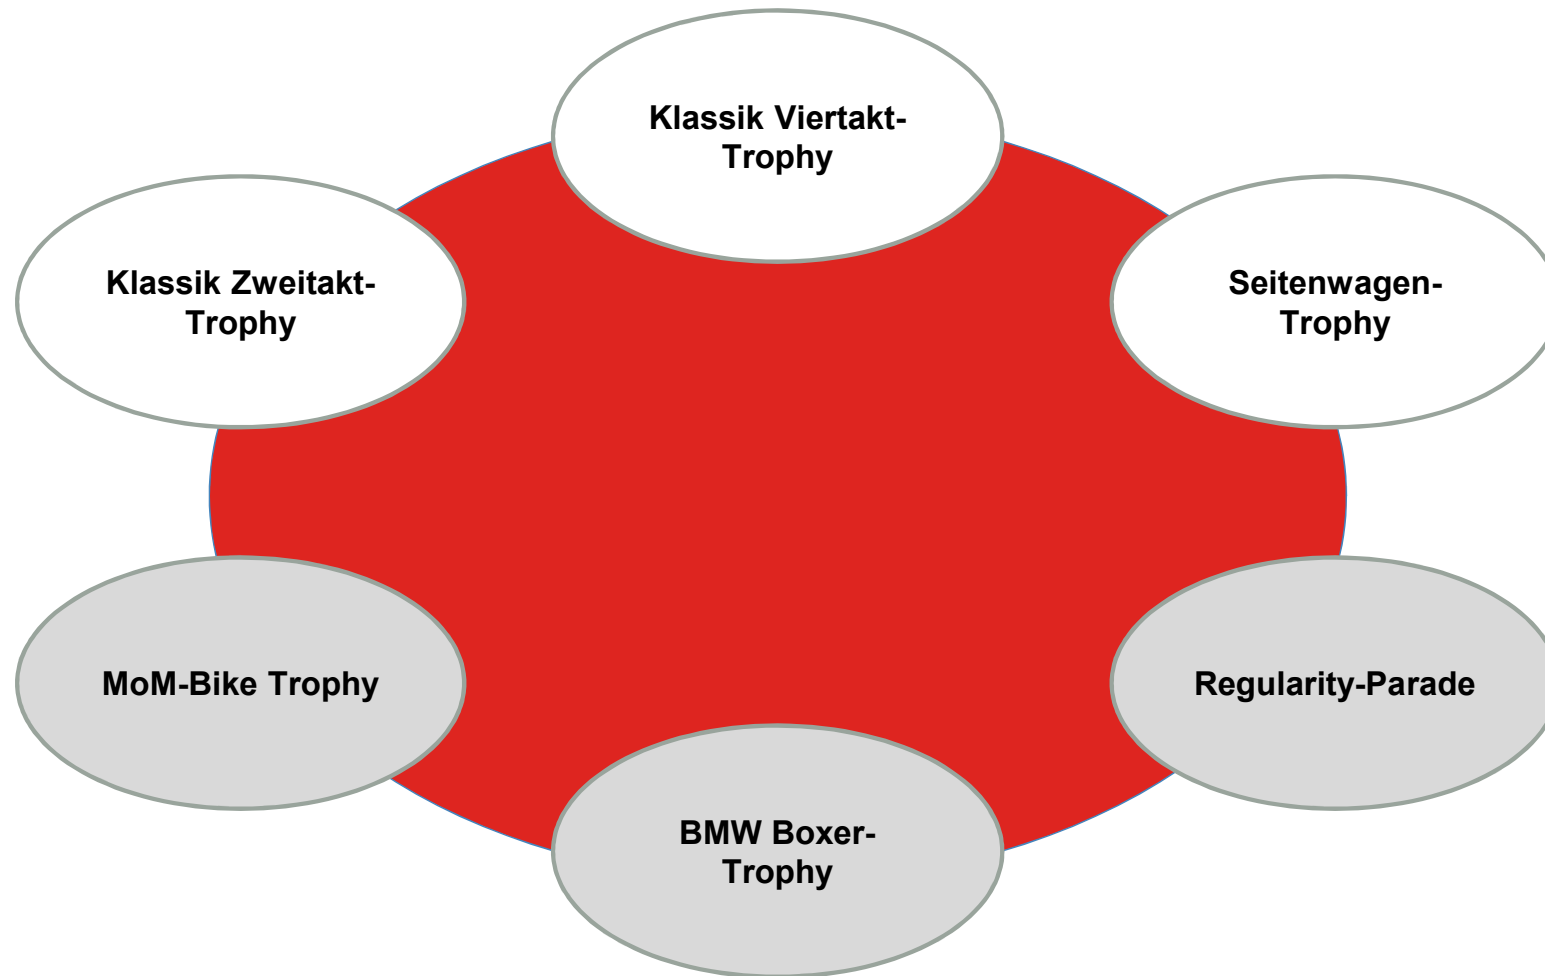 Klassik Viertakt-
Trophy
Klassik Zweitakt-
Trophy
Seitenwagen-
Trophy
MoM-Bike Trophy
Regularity-Parade
BMW Boxer-
Trophy